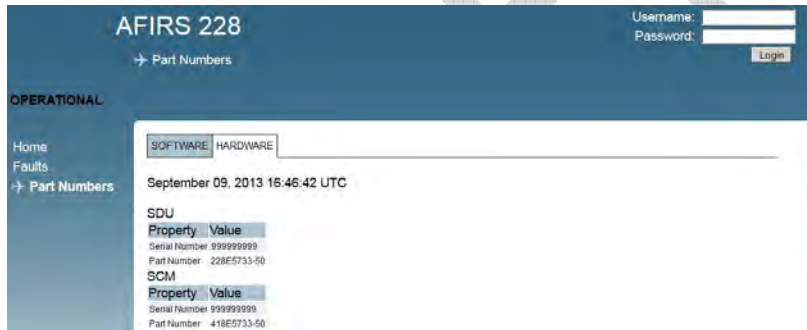 AFIRS 228
Username:
Password:
Part Numbers
Login
OPERATIONAL
Home
Faults
Part Numbers
SOFTWARE HARDWARE
September 09, 2013 16:46:42 UTC
SDU
Property Value
Serial Number 999999999
Part Number 228E5733-50
SCM
Property Value
Serial Number 999999999
Part Number 418E5733-50